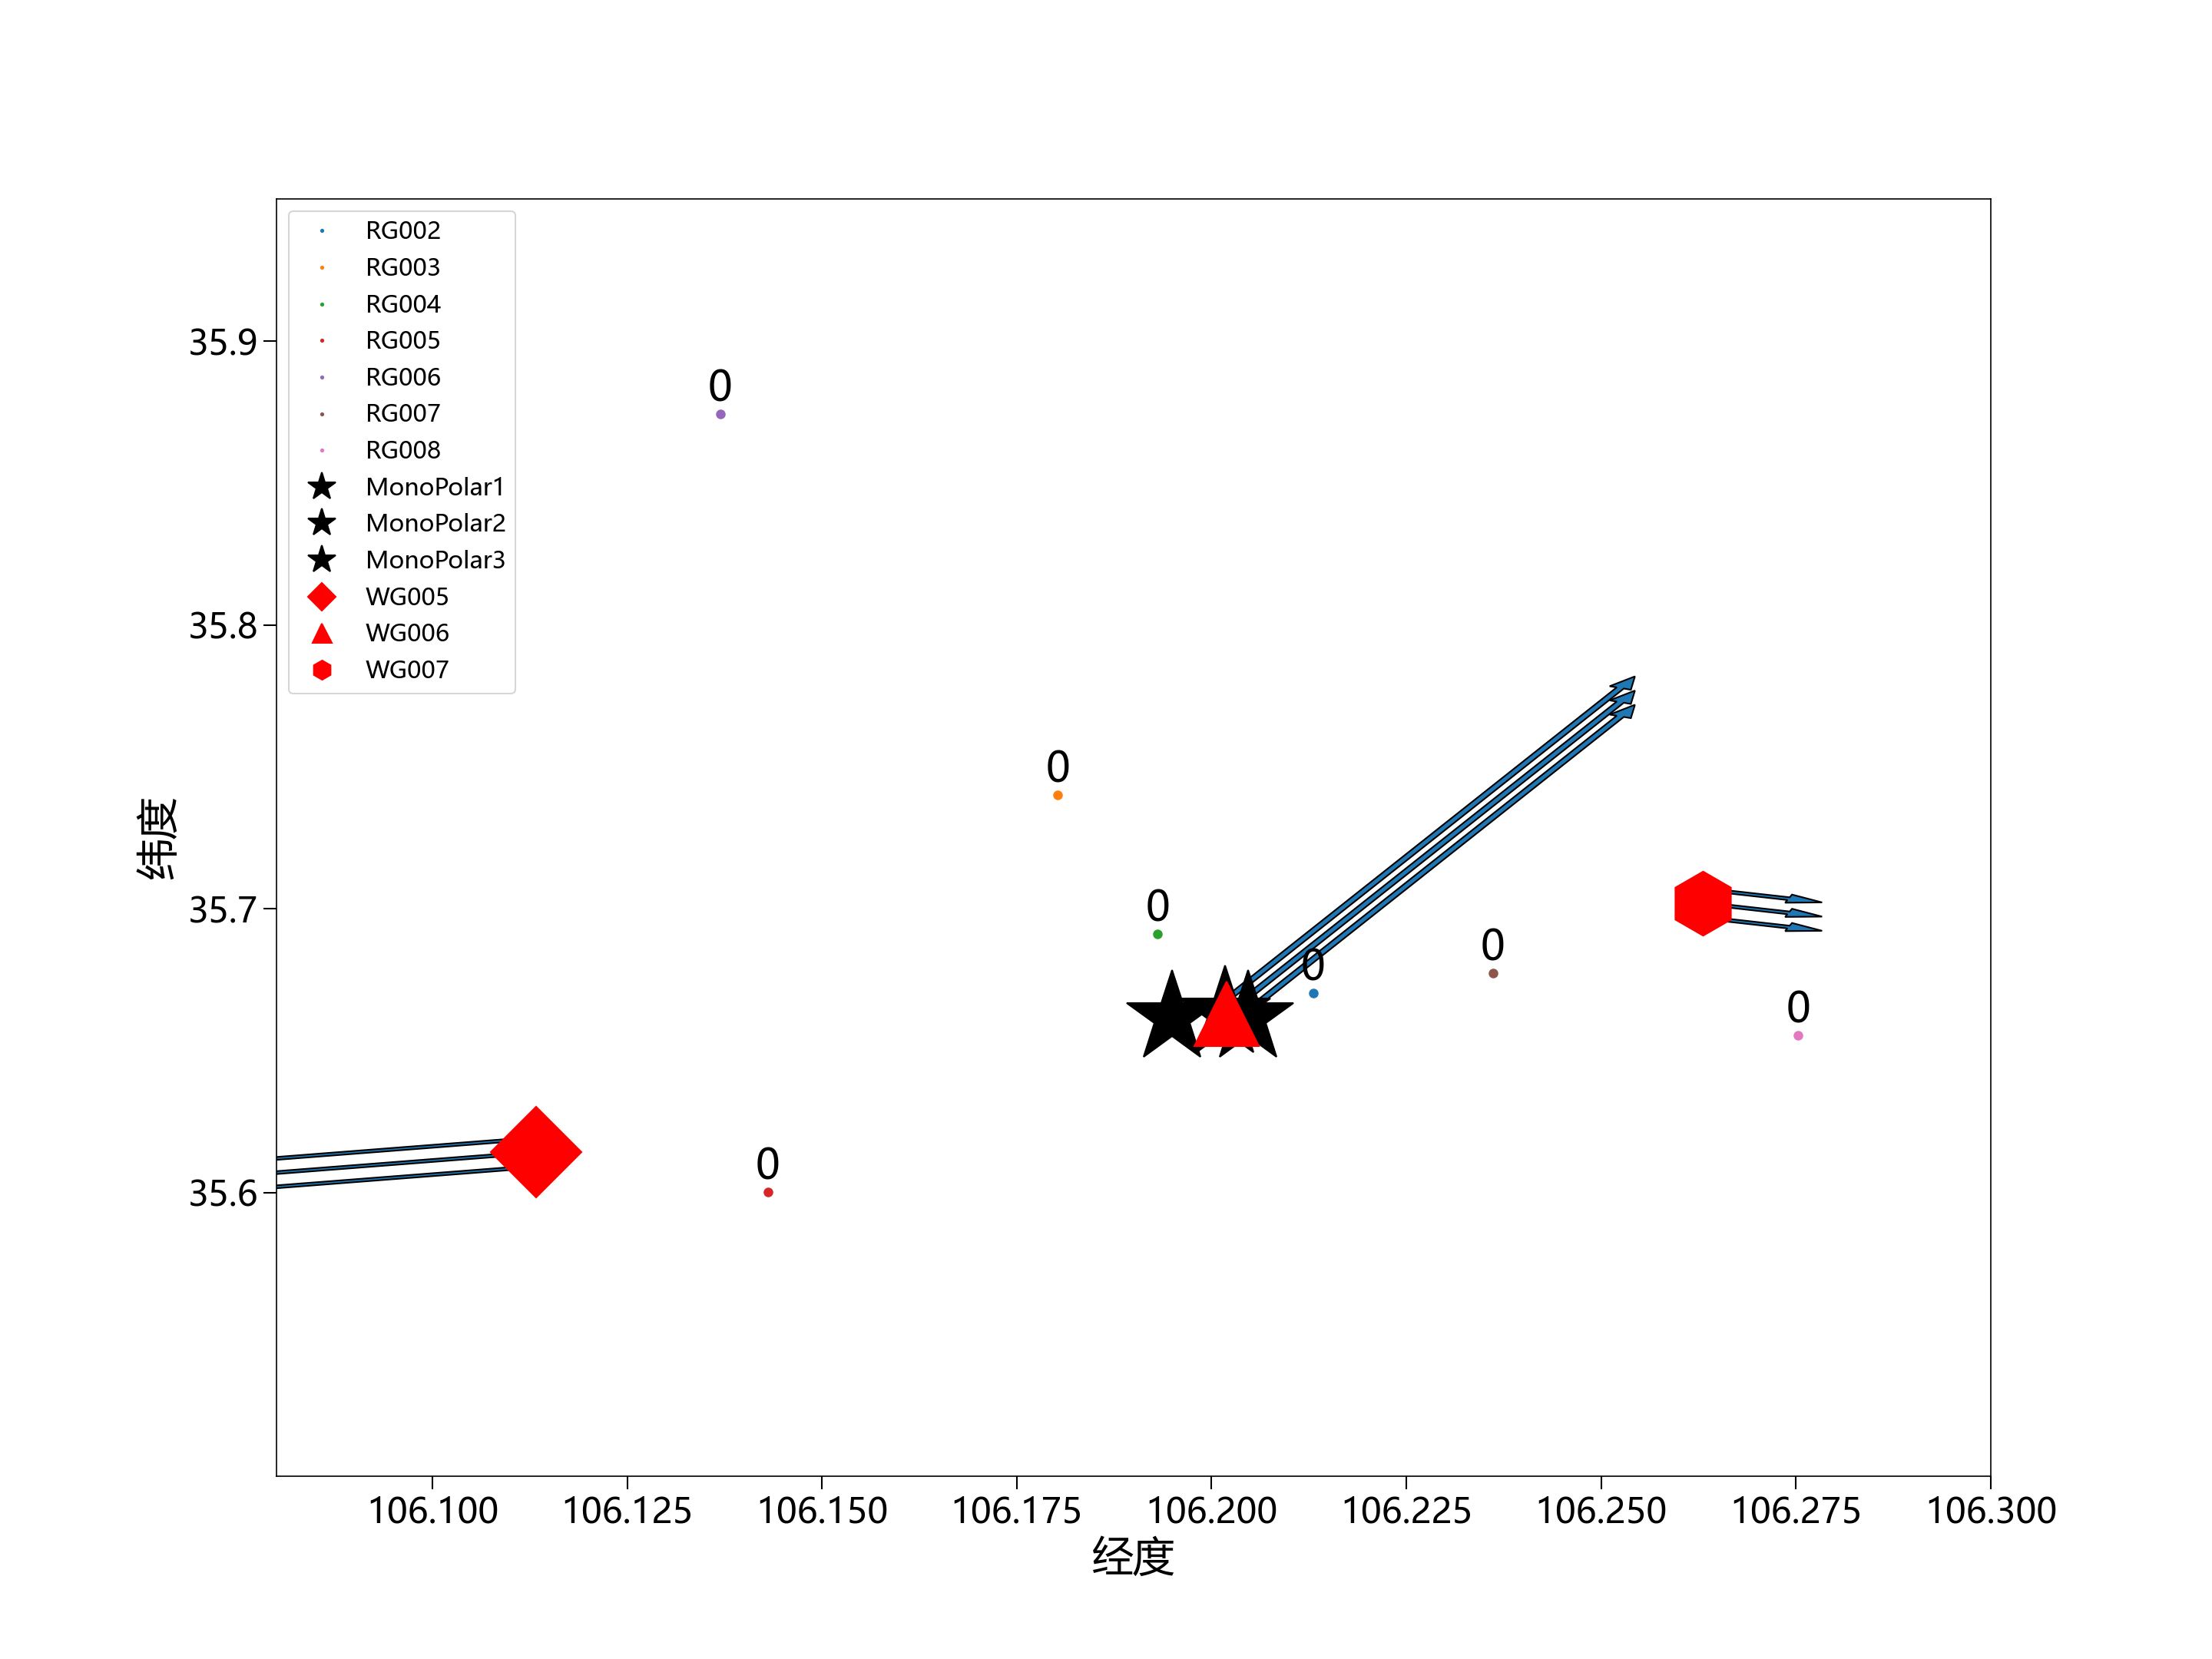 RG002
RG003
RG004
RG005
RG006
RG007
RG008
MonoPolar1
MonoPolar2
MonoPolar3
WG005
WG006
WG007
35.9
35.8
35.7
35.6
纬度
0
0
0
0
0
0
0
106.100
106.125
106.150
106.175
106.200
106.225
106.250
106.275
106.300
经度